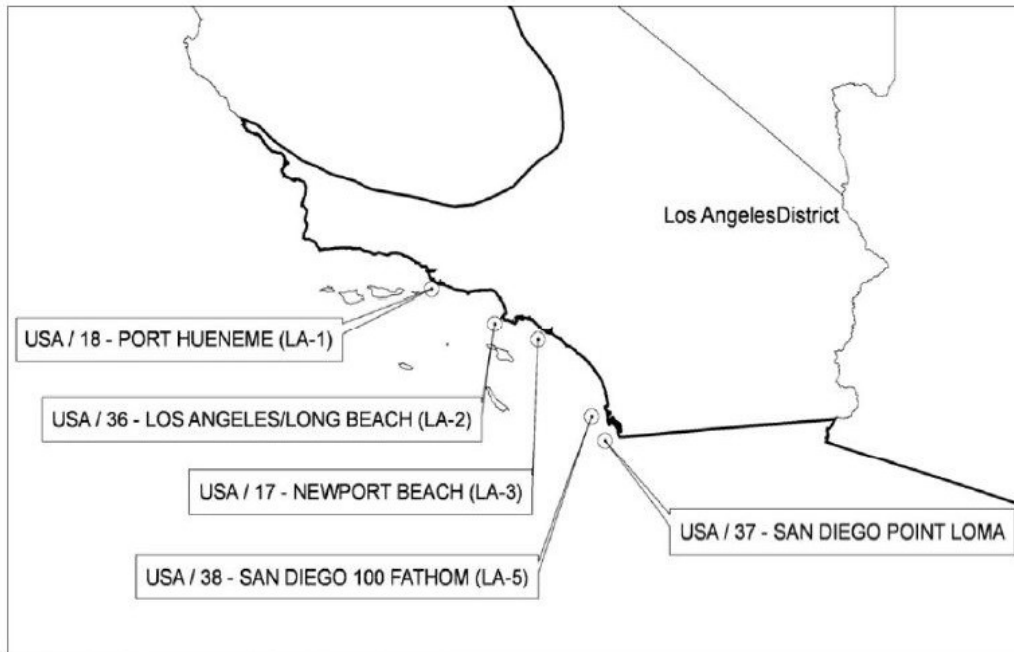 Los AngelesDistrict
USA / 18 - PORT HUENEME (LA-1)
USA / 36 - LOS ANGELES/LONG BEACH (LA-2)
USA / 17 - NEWPORT BEACH (LA-3)
USA / 37 - SAN DIEGO POINT LOMA
USA / 38 - SAN DIEGO 100 FATHOM (LA-5)